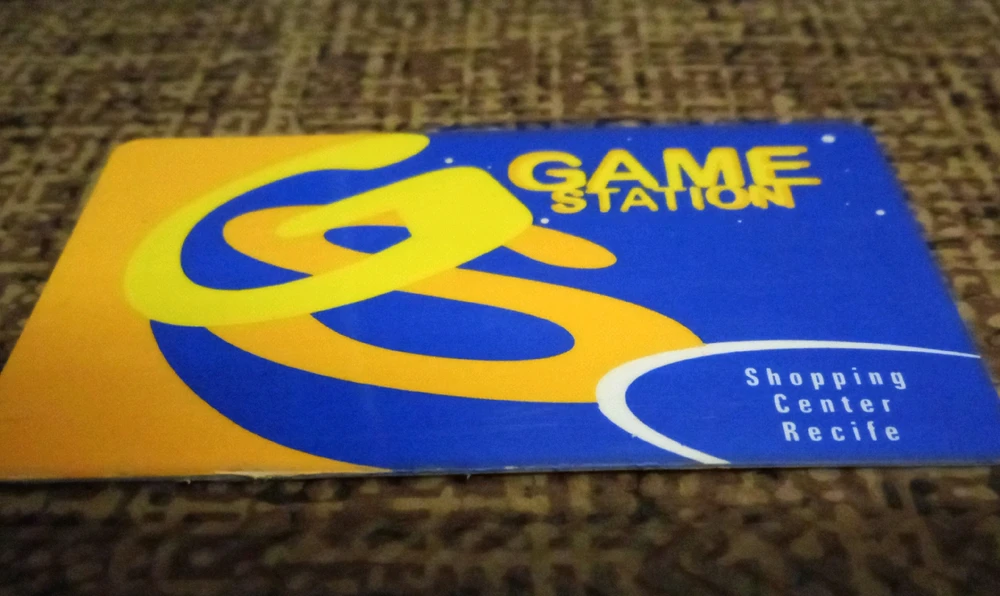 GAME
STATION
Shopping
Center
Recife